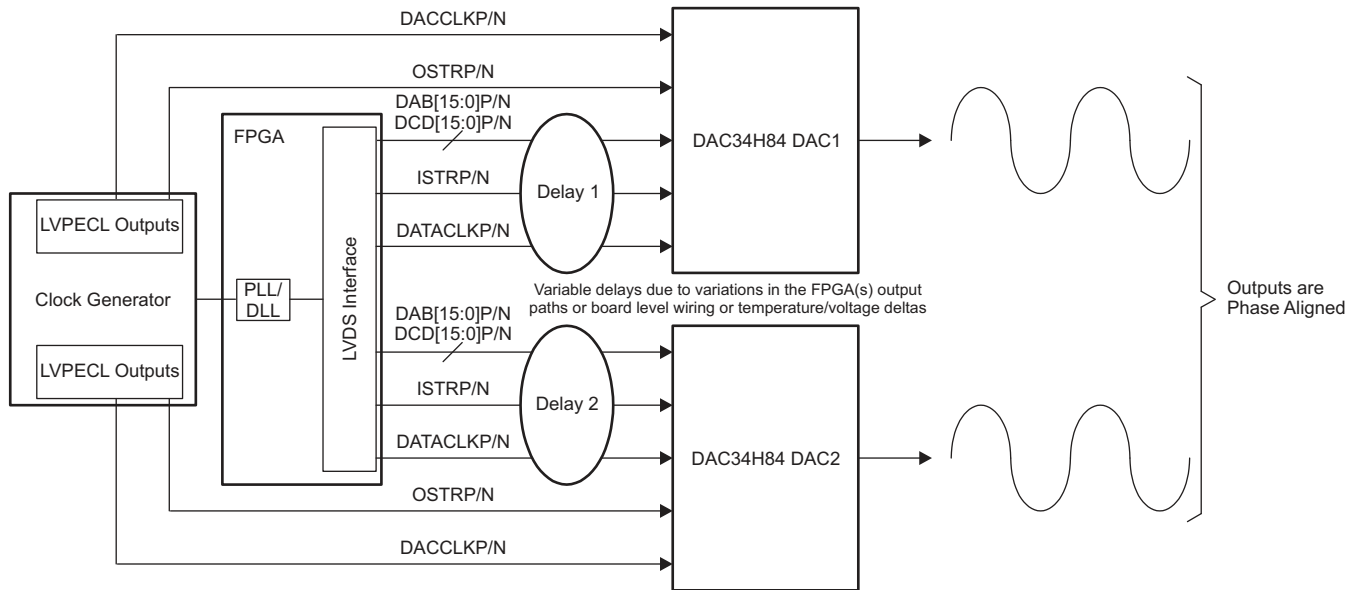 DACCLKP/N
OSTRP/N
DAB[15:0]P/N
DCD[15:0]P/N
FPGA
DAC34H84 DAC1
ISTRP/N
Delay 1
LVPECL Outputs
DATACLKP/N
Clock Generator
PLL/
DLL
LVDS Interface
Variable delays due to variations in the FPGA(s) output
paths or board level wiring or temperature/voltage deltas
Outputs are
Phase Aligned
DAB[15:0]P/N
DCD[15:0]P/N
LVPECL Outputs
ISTRP/N
Delay 2
DATACLKP/N
DAC34H84 DAC2
OSTRP/N
DACCLKP/N